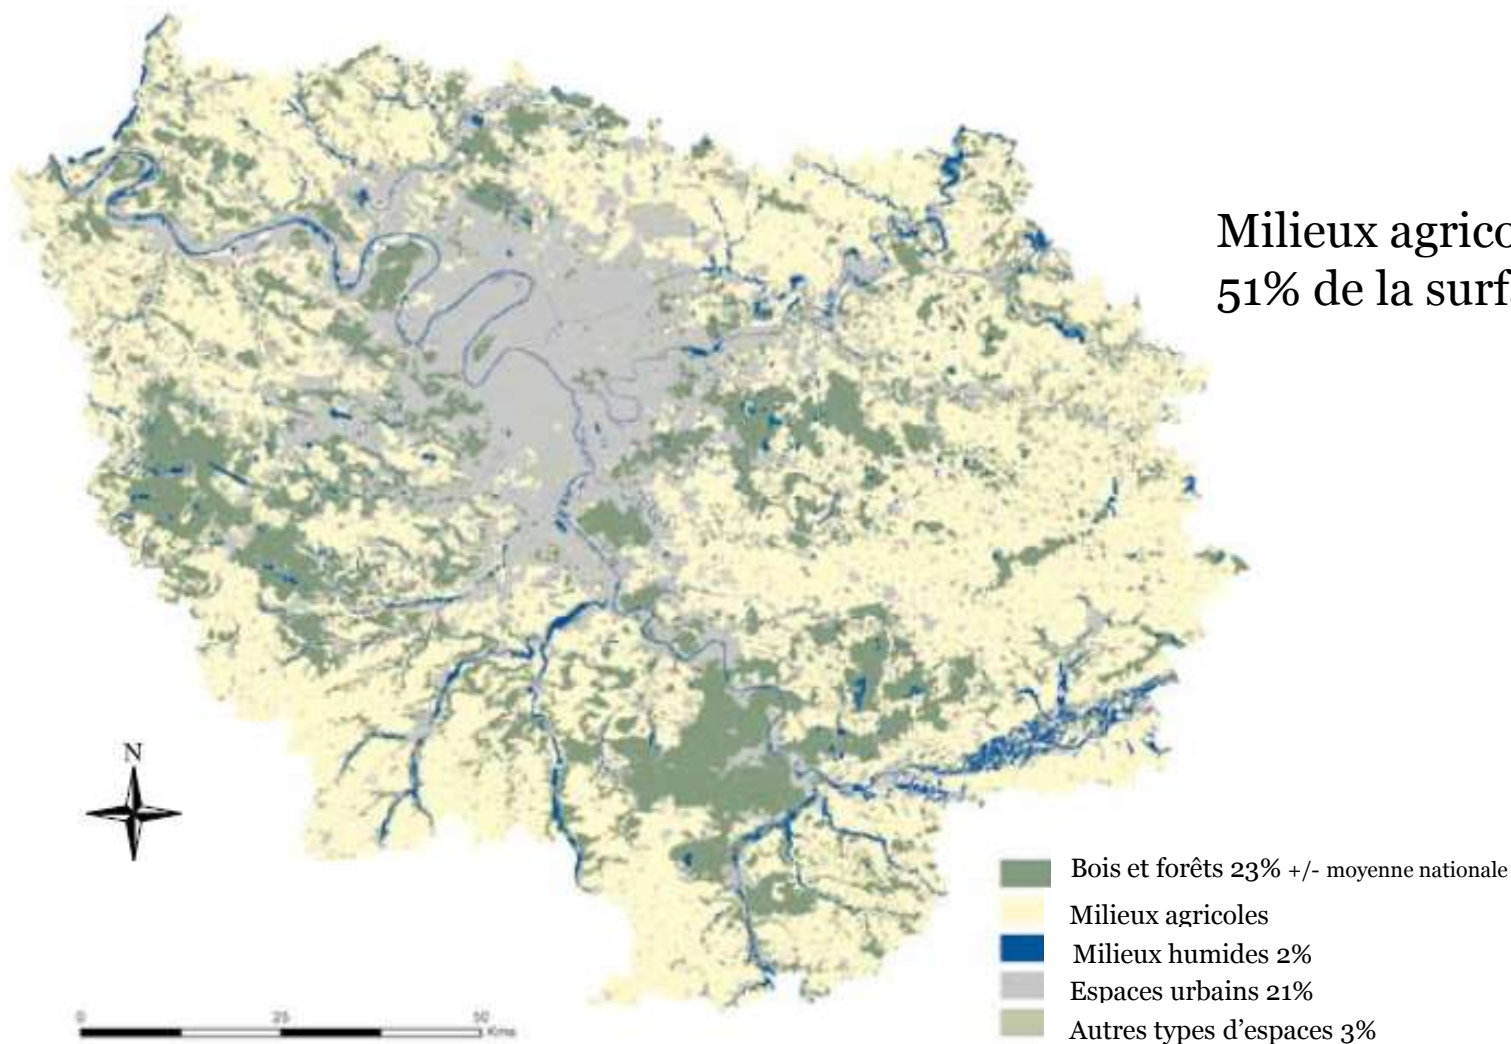 Milieux agrico
51% de la surf
N
Bois et forêts 23% +/- moyenne nationale
Milieux agricoles
Milieux humides 2%
Espaces urbains 21%
Autres types d'espaces 3%
0 25 50 Kms